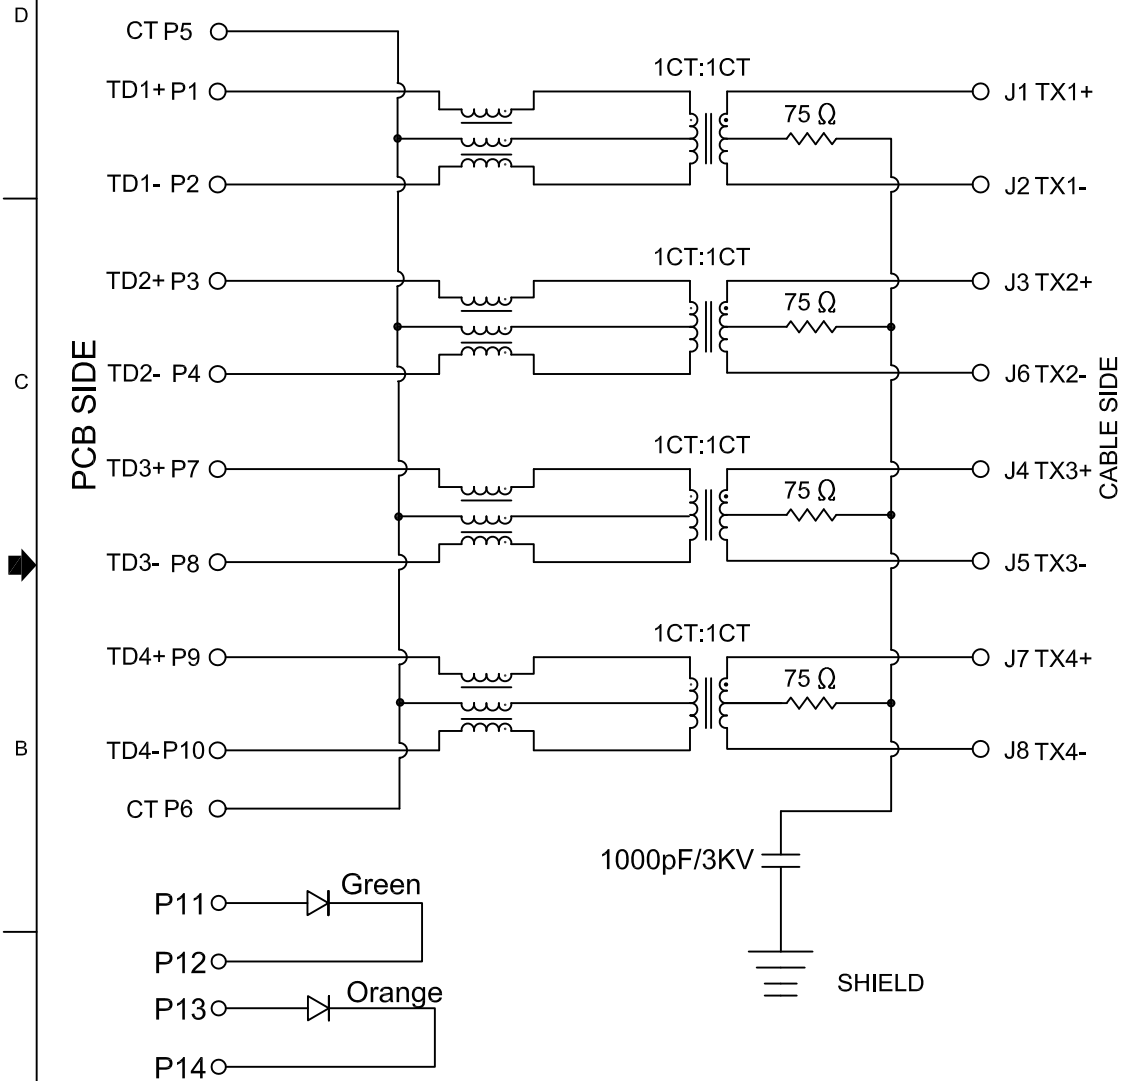 D
CT P5
1CT:1CT
TD1+ P1
75 Ω
J1 TX1+
TD1- P2
J2 TX1-
1CT:1CT
TD2+ P3
75 Ω
J3 TX2+
PCB SIDE
C
TD2- P4
J6 TX2-
CABLE SIDE
1CT:1CT
TD3+ P7
75 Ω
J4 TX3+
TD3- P8
J5 TX3-
1CT:1CT
TD4+ P9
75 Ω
J7 TX4+
B
TD4- P10
J8 TX4-
CT P6
1000pF/3KV
P11
Green
P12
SHIELD
P13
Orange
P14